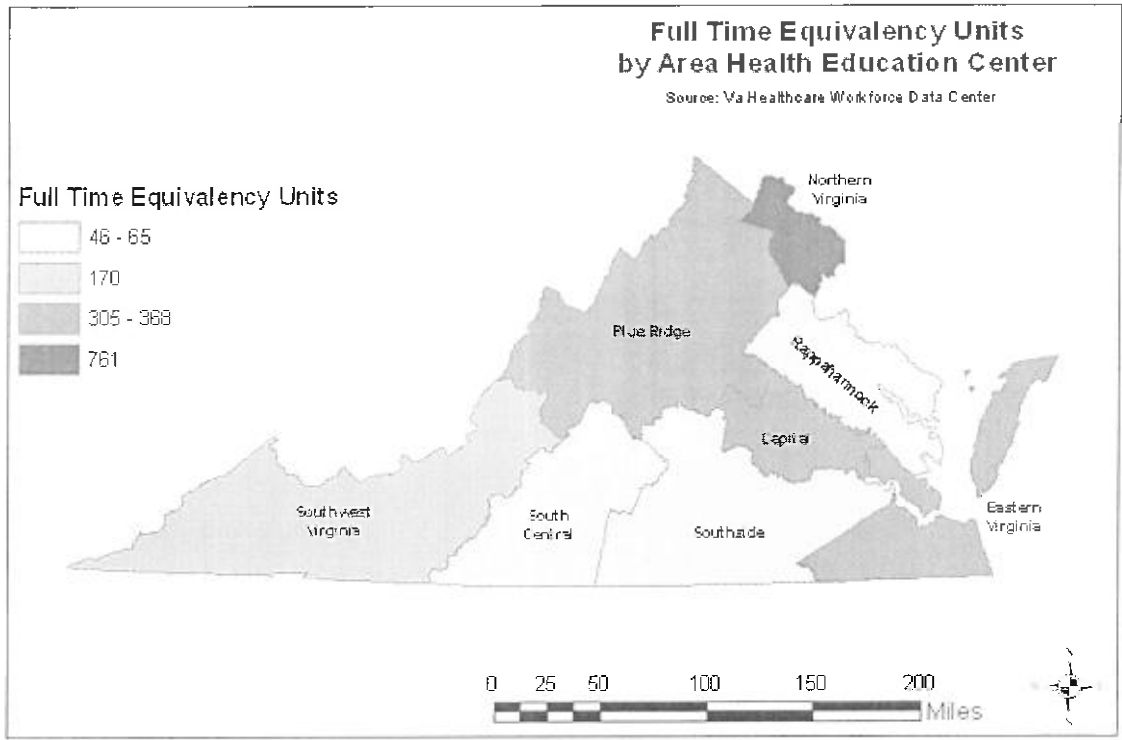 Full Time Equivalency Units
by Area Health Education Center
Source: Va Healthcare Workforce Data Center
Full Time Equivalency Units
46 - 65
170
305 - 368
761
Northern
Virginia
Blue Ridge
Rappahannock
Capital
Southwest
Virginia
South
Central
Southside
Eastern
Virginia
0 25 50 100 150 200
Miles